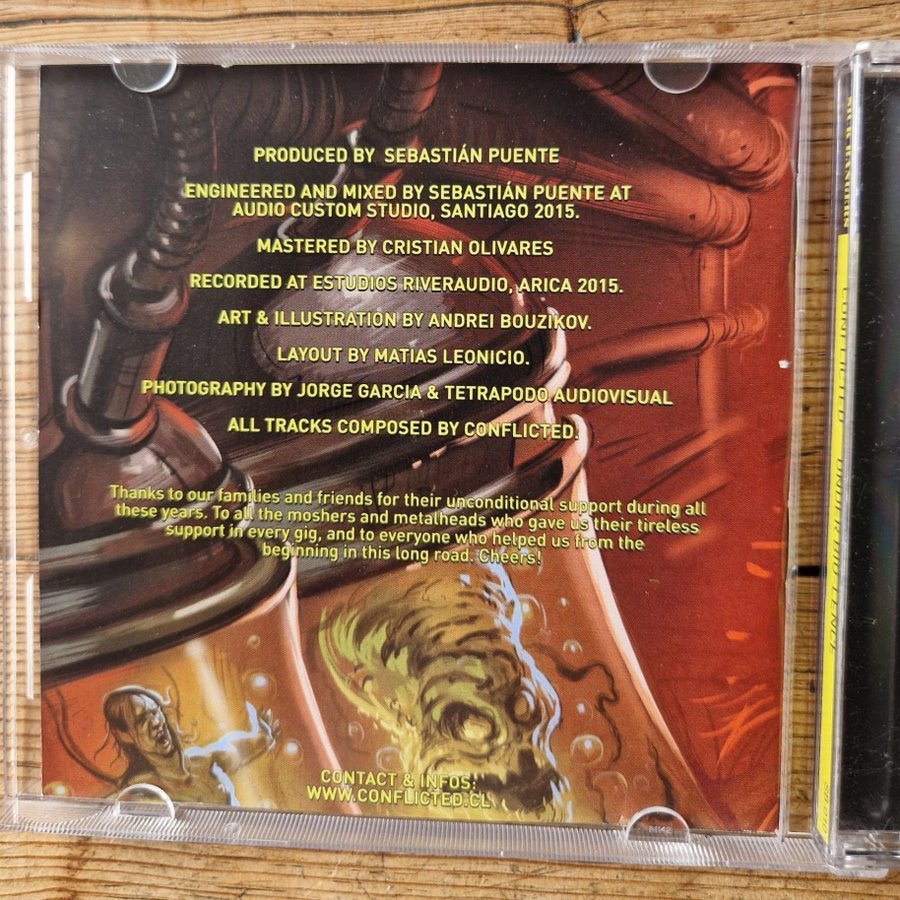 PRODUCED BY SEBASTIÁN PUENTE
ENGINEERED AND MIXED BY SEBASTIÁN PUENTE AT
AUDIO CUSTOM STUDIO, SANTIAGO 2015.
MASTERED BY CRISTIAN OLIVARES
RECORDED AT ESTUDIOS RIVERAUDIO, ARICA 2015.
ART & ILLUSTRATION BY ANDREI BOUZIKOV.
LAYOUT BY MATIAS LEONICIO.
PHOTOGRAPHY BY JORGE GARCIA & TETRAPODO AUDIOVISUAL
ALL TRACKS COMPOSED BY CONFLICTED.
Thanks to our families and friends for their unconditional support during all
these years. To all the moshers and metalheads who gave us their tireless
support in every gig, and to everyone who helped us from the
beginning in this long road. Cheers!
CONTACT & INFOS:
WWW.CONFLICTED.CL
CONFLICTED